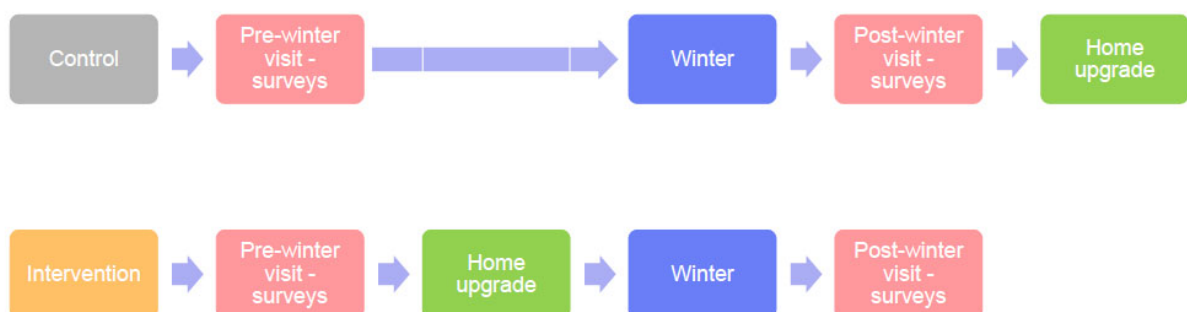 Control
Pre-winter
visit -
surveys
Winter
Post-winter
visit -
surveys
Home
upgrade
Intervention
Pre-winter
visit -
surveys
Home
upgrade
Winter
Post-winter
visit -
surveys